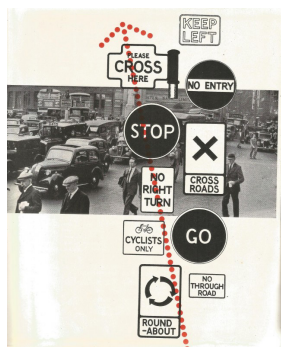 KEEP
LEFT
PLEASE
CROSS
HERE
NO ENTRY
STOP
CROSS
ROADS
NO
RIGHT
TURN
CYCLISTS
ONLY
GO
NO
THROUGH
ROAD
ROUND
-ABOUT